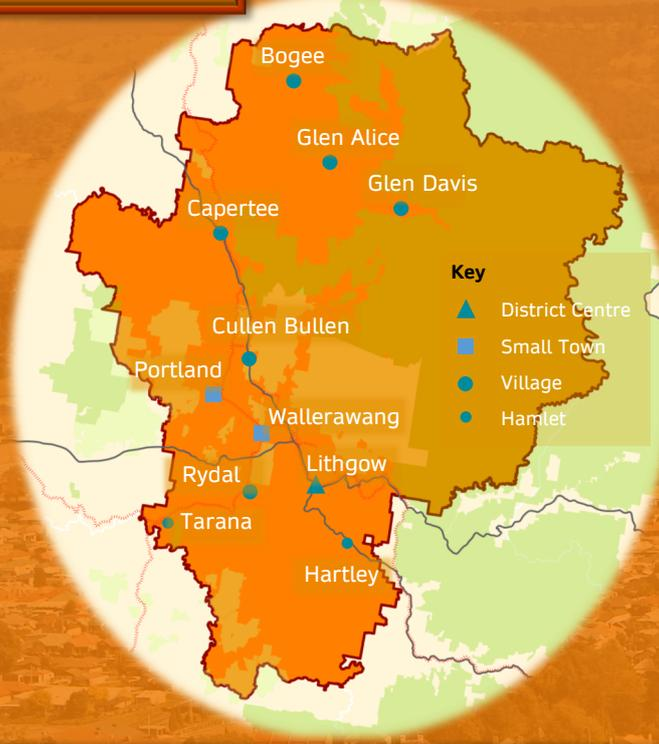 Bogee
Glen Alice
Glen Davis
Capertee
Key
District Centre
Small Town
Village
Hamlet
Cullen Bullen
Portland
Wallerawang
Lithgow
Rydal
Tarana
Hartley